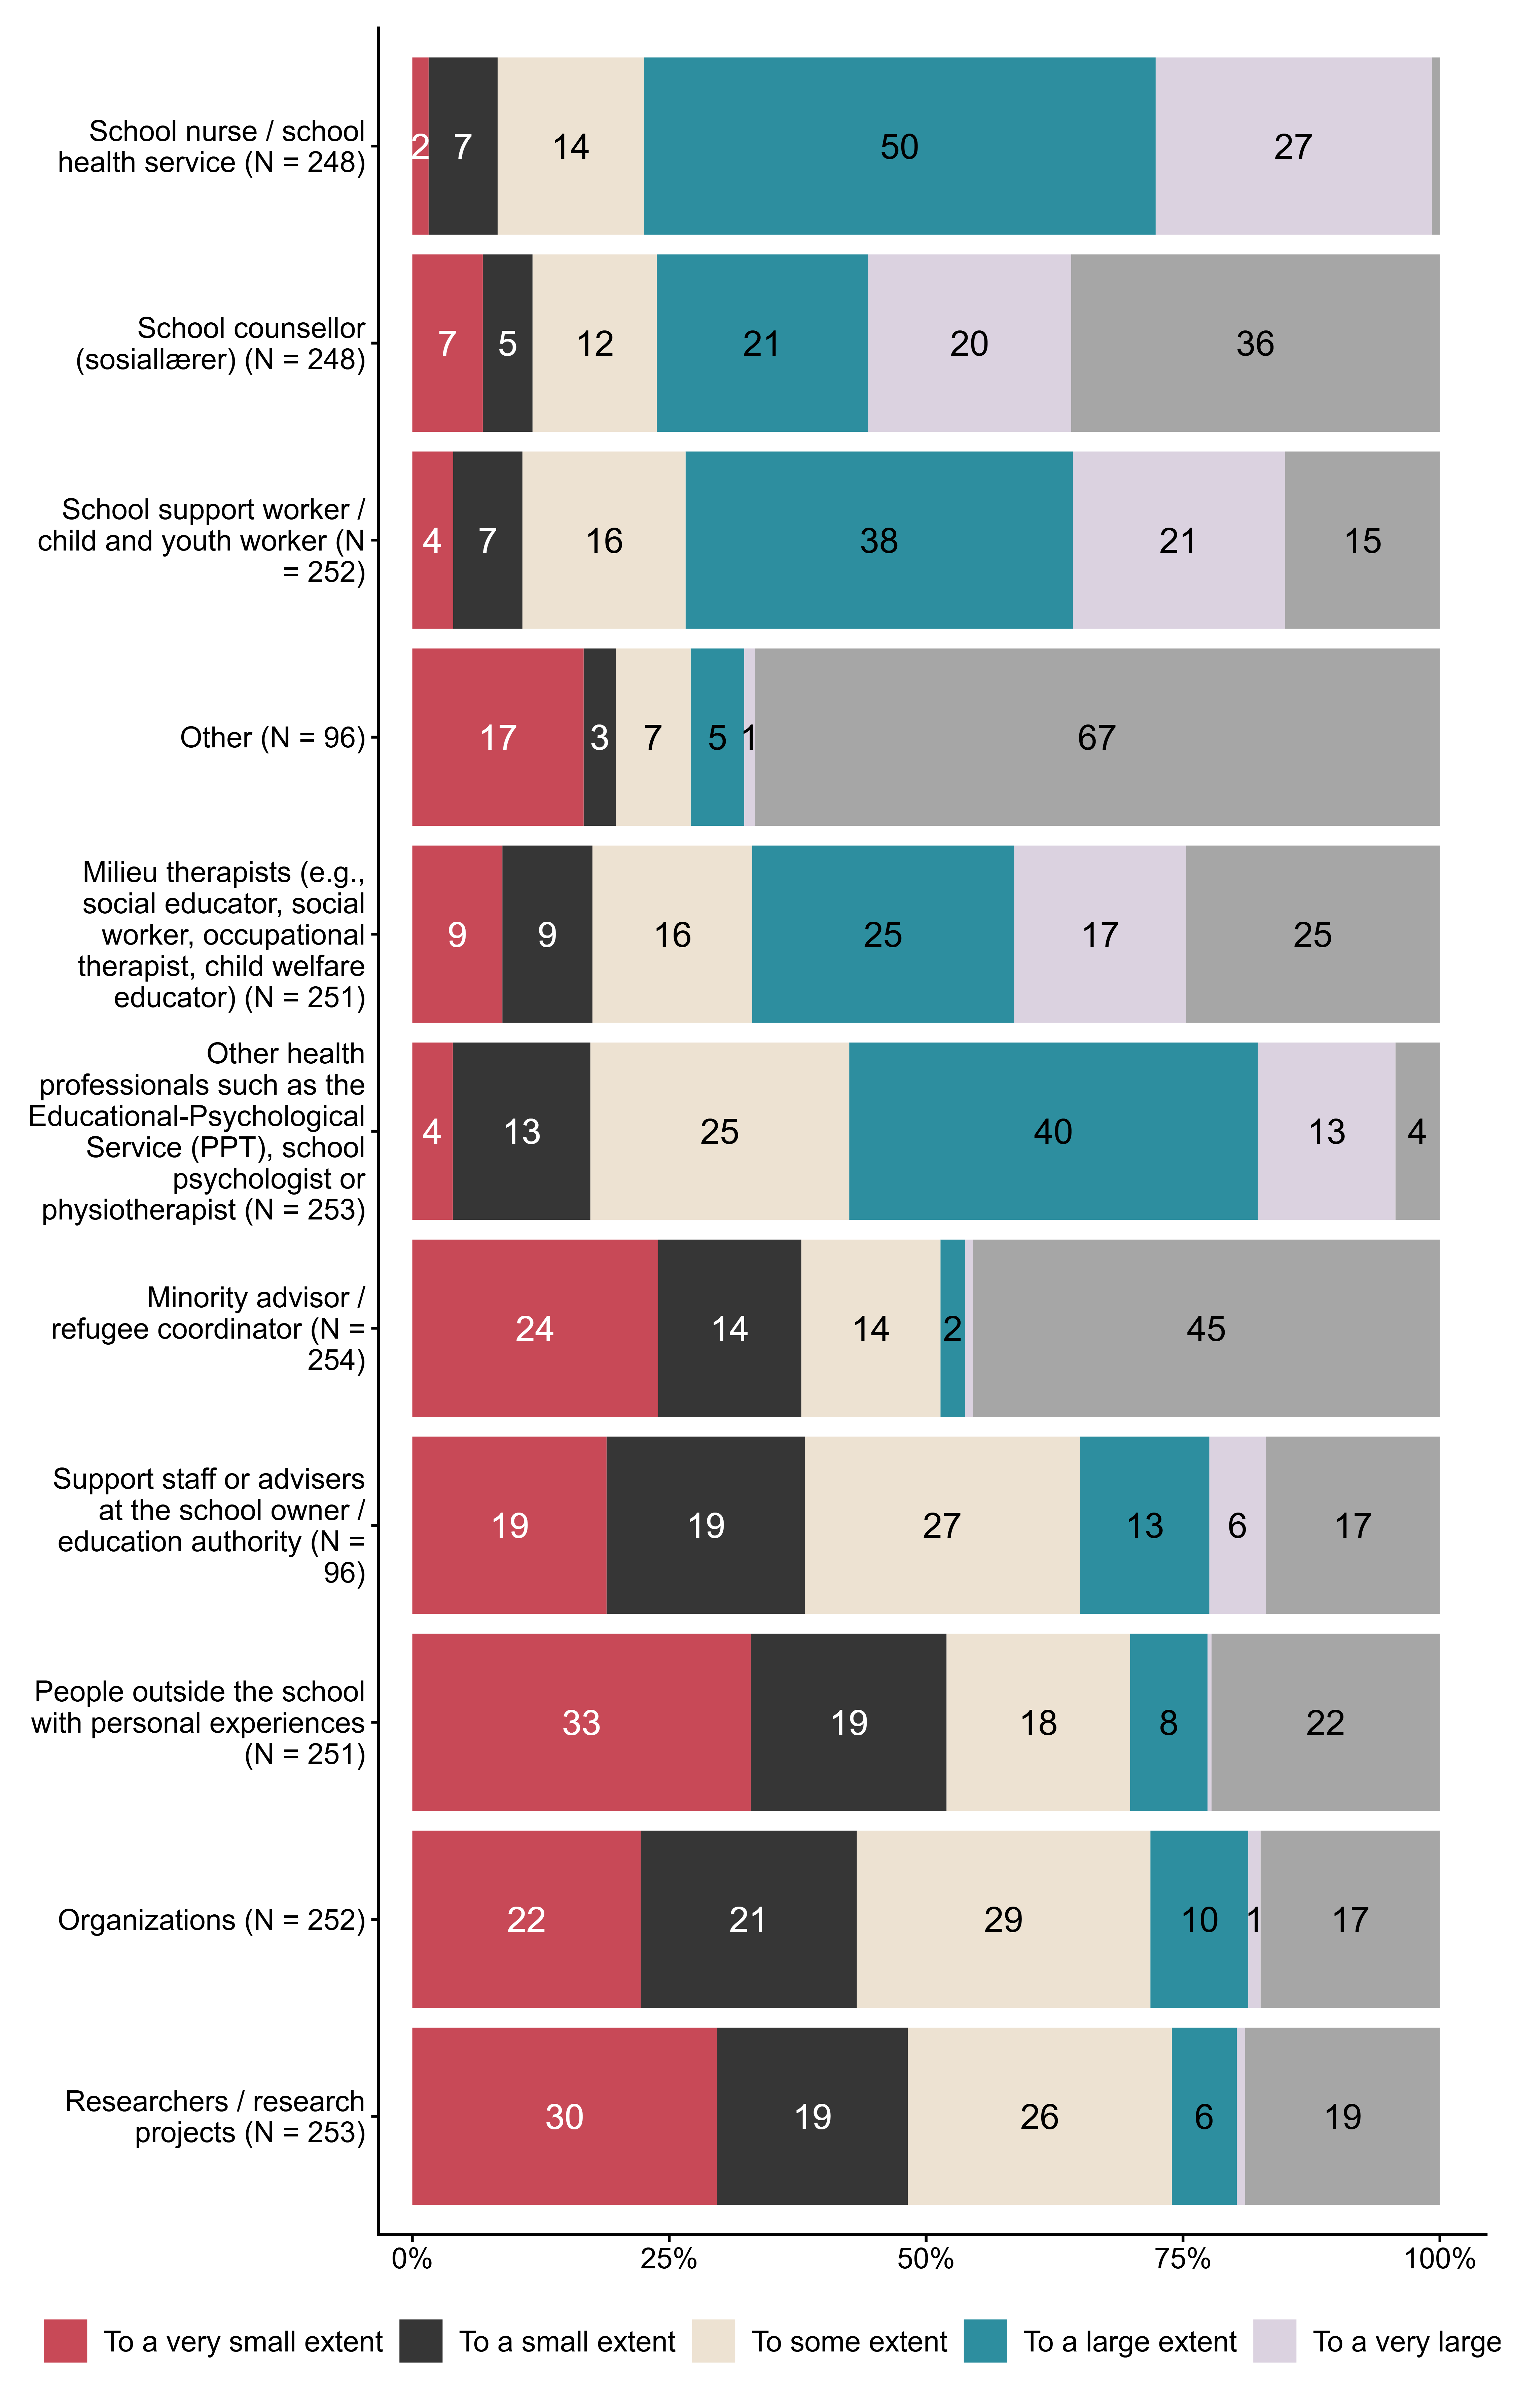 School nurse / school
health service (N = 248)
2 7 14 50 27
School counsellor
(sosiallærer) (N = 248)
7 5 12 21 20 36
School support worker /
child and youth worker (N
= 252)
4 7 16 38 21 15
Other (N = 96)
17 3 7 5 1 67
Milieu therapists (e.g.,
social educator, social
worker, occupational
therapist, child welfare
educator) (N = 251)
9 9 16 25 17 25
Other health
professionals such as the
Educational-Psychological
Service (PPT), school
psychologist or
physiotherapist (N = 253)
4 13 25 40 13 4
Minority advisor /
refugee coordinator (N =
254)
24 14 14 2 45
Support staff or advisers
at the school owner /
education authority (N =
96)
19 19 27 13 6 17
People outside the school
with personal experiences
(N = 251)
33 19 18 8 22
Organizations (N = 252)
22 21 29 10 1 17
Researchers / research
projects (N = 253)
30 19 26 6 19
0% 25% 50% 75% 100%
To a very small extent To a small extent To some extent To a large extent To a very large